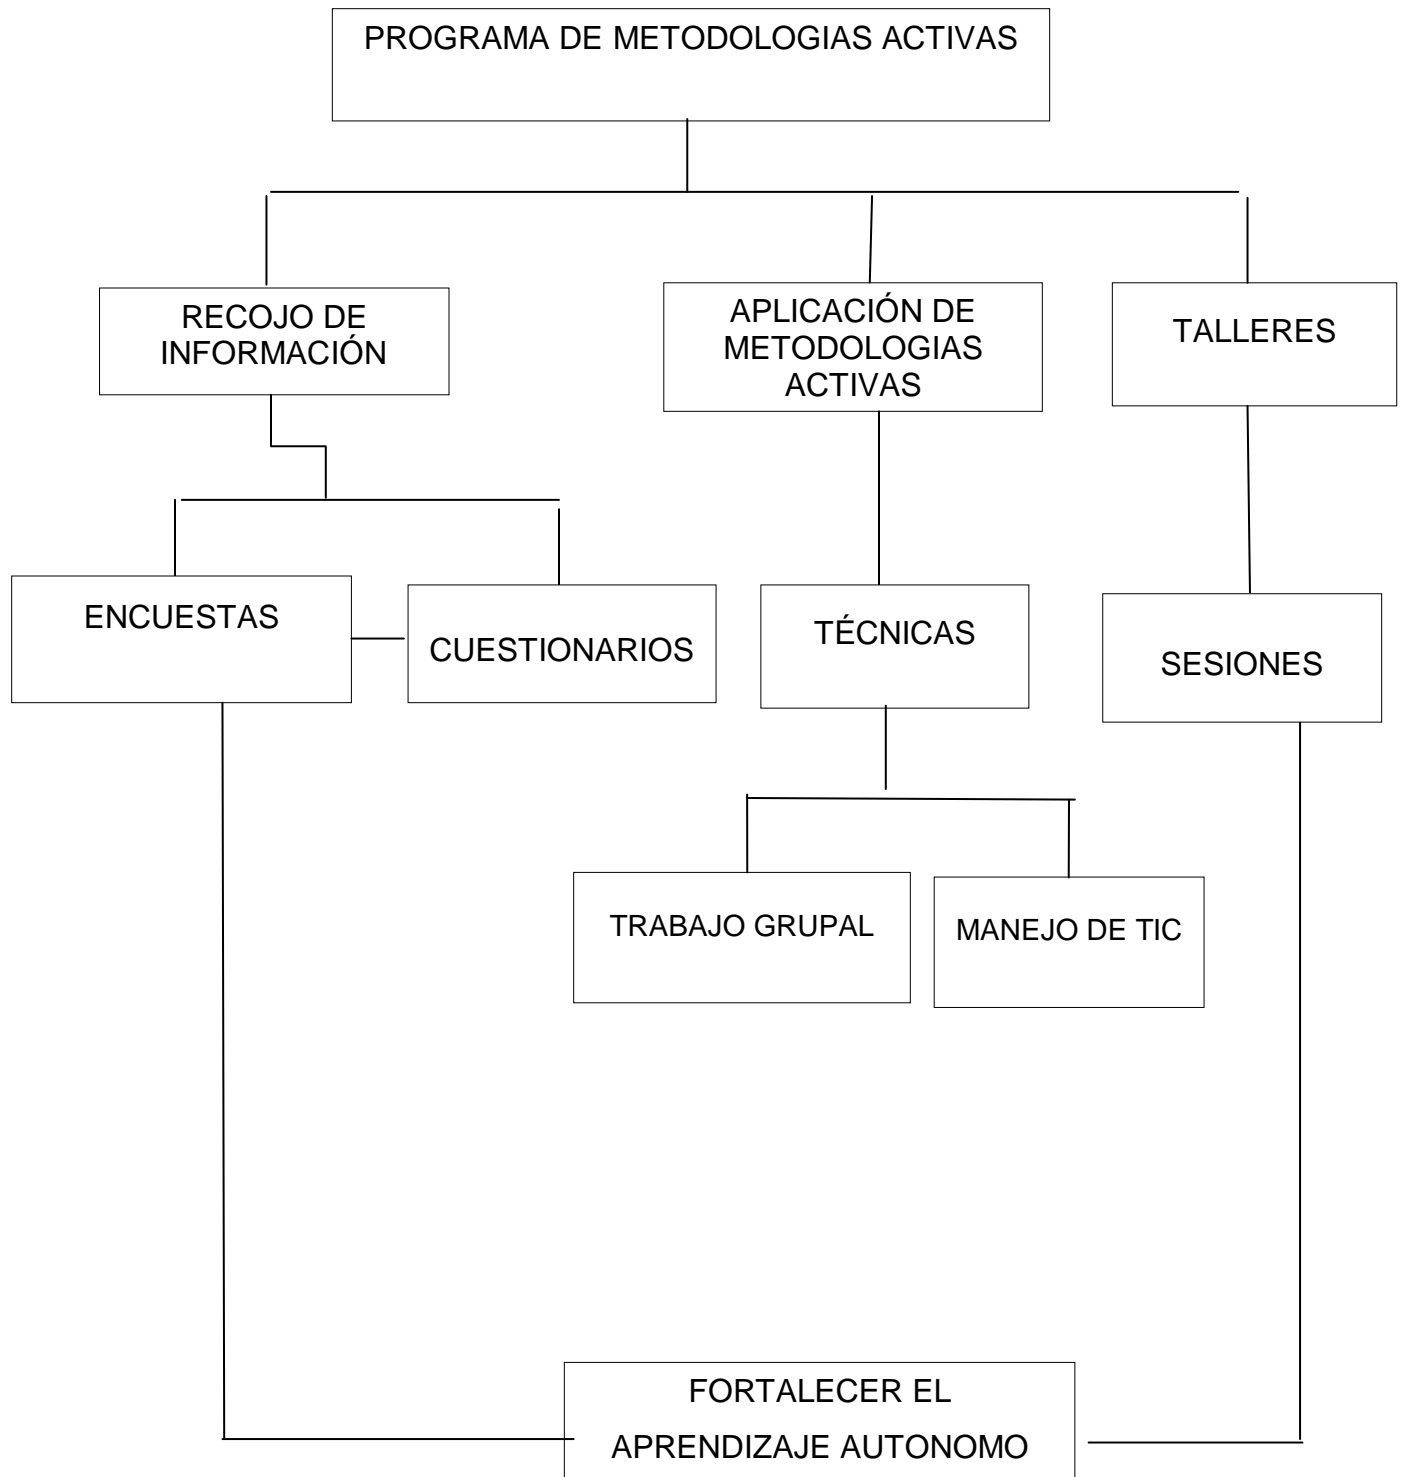 PROGRAMA DE METODOLOGIAS ACTIVAS
RECOJO DE
INFORMACIÓN
APLICACIÓN DE
METODOLOGIAS
ACTIVAS
TALLERES
ENCUESTAS
CUESTIONARIOS
TÉCNICAS
SESIONES
TRABAJO GRUPAL
MANEJO DE TIC
FORTALECER EL
APRENDIZAJE AUTONOMO